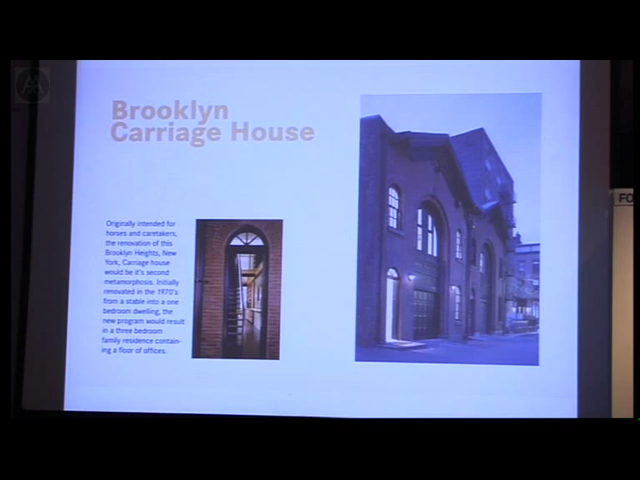 Brooklyn
Carriage House
Originally intended for
horses and caretakers,
the renovation of this
Brooklyn Heights, New
York, Carriage house
would be it's second
metamorphosis. Initially
renovated in the 1970's
from a stable into a one
bedroom dwelling, the
new program would result
in a three bedroom
family residence contain-
ing a floor of offices.
FO